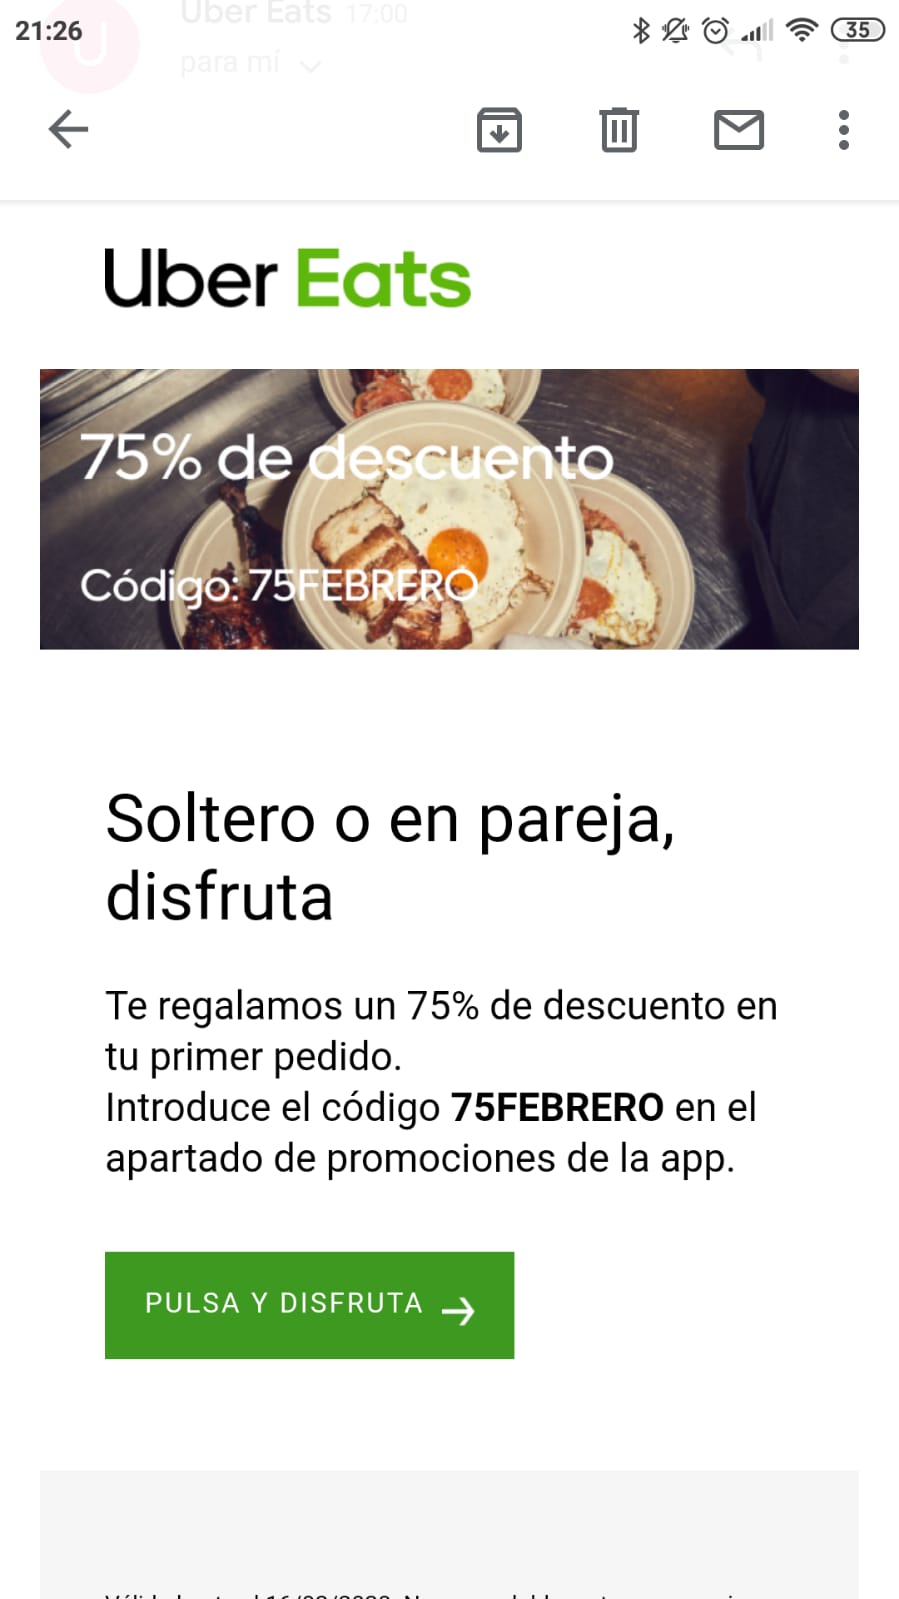 Uber Eats 17:00
21:26
35
U
para mí
Uber Eats
75% de descuento
Código: 75FEBRERO
Soltero o en pareja,
disfruta
Te regalamos un 75% de descuento en
tu primer pedido.
Introduce el código 75FEBRERO en el
apartado de promociones de la app.
PULSA Y DISFRUTA